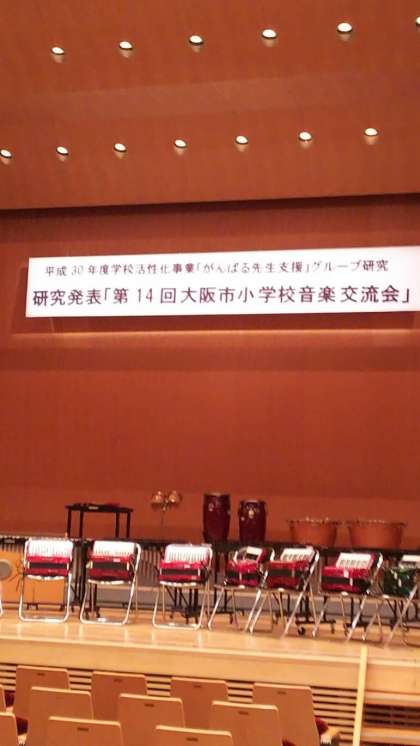 平成30年度学校活性化事業「がんばる先生支援」グループ研究
研究発表「第14回大阪市小学校音楽交流会」